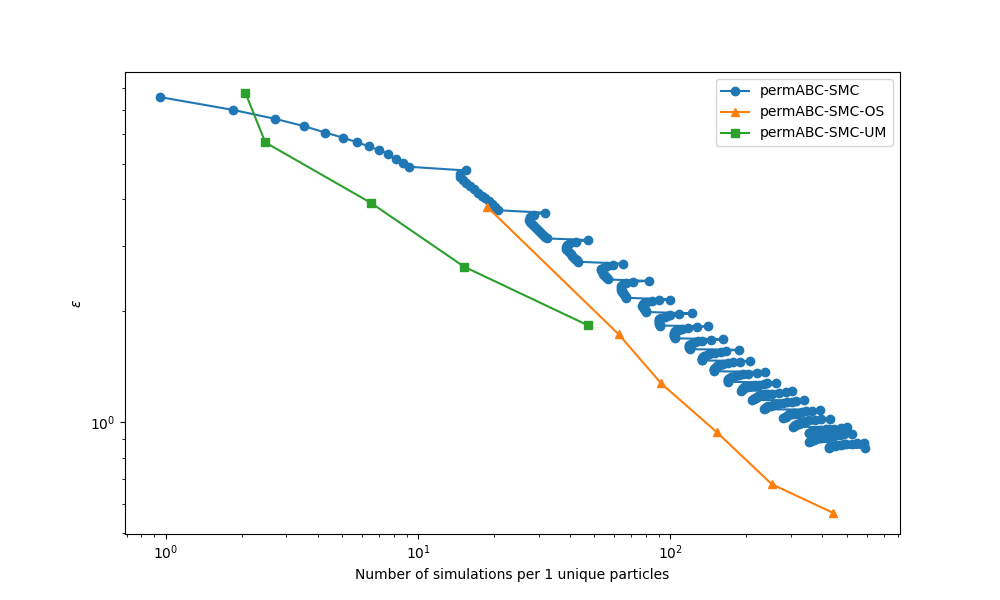 permABC-SMC
permABC-SMC-OS
permABC-SMC-UM
ε
10⁰
10⁰ 10¹ 10²
Number of simulations per 1 unique particles